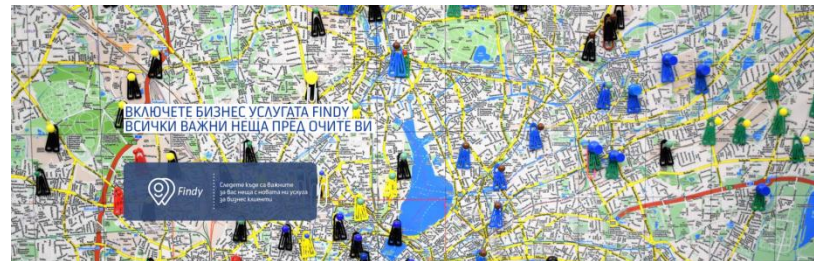 ВКЛЮЧЕТЕ БИЗНЕС УСЛУГАТА FINDY
ВСИЧКИ ВАЖНИ НЕЩА ПРЕД ОЧИТЕ ВИ
Findy
Следете къде са важните
за вас неща с новата ни услуга
за бизнес клиенти